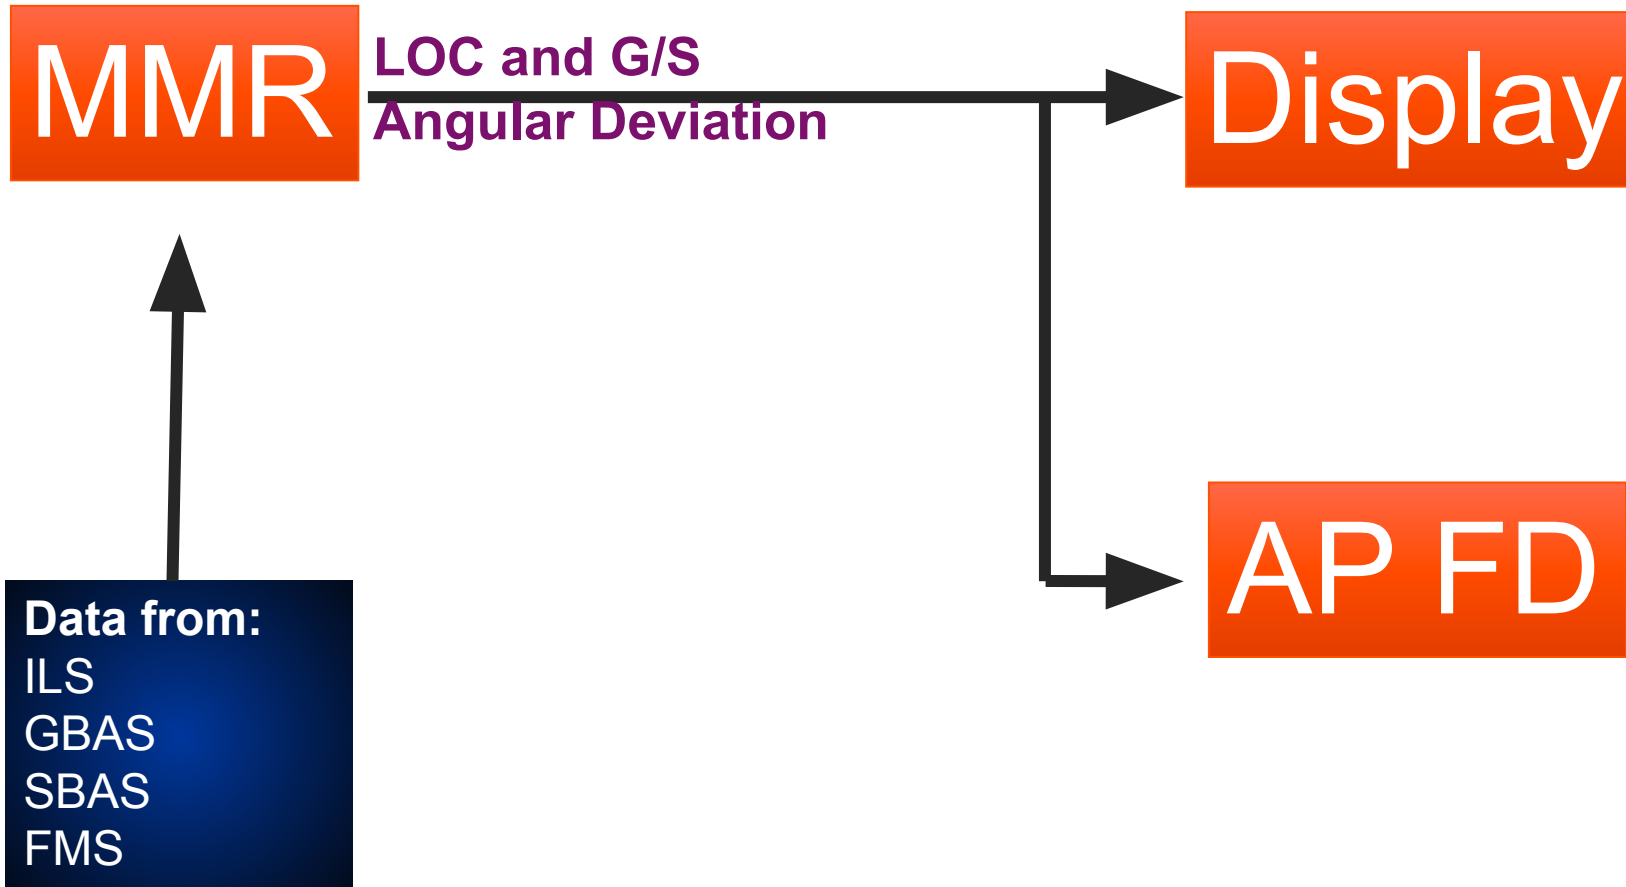 MMR
LOC and G/S
Angular Deviation
Display
AP FD
Data from:
ILS
GBAS
SBAS
FMS